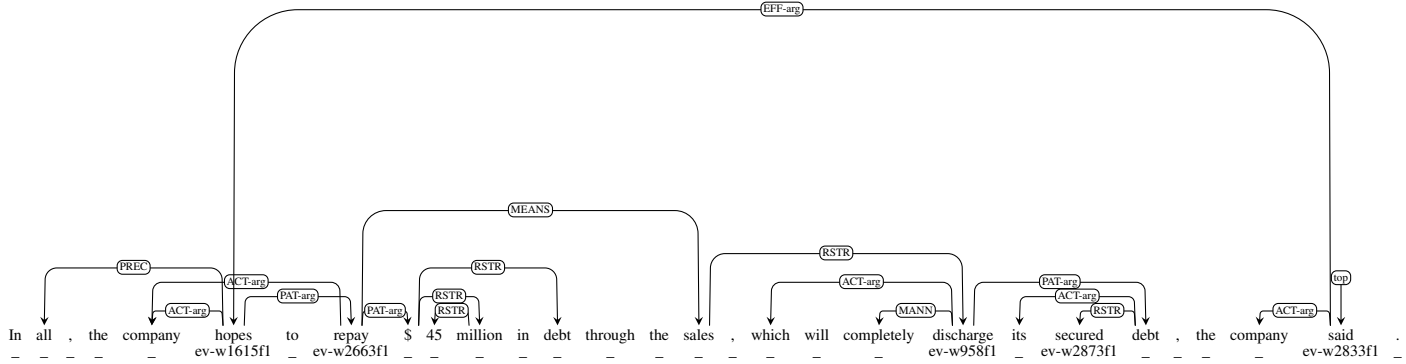 EFF-arg
MEANS
RSTR
PREC RSTR top
ACT-arg ACT-arg PAT-arg
PAT-arg RSTR ACT-arg
ACT-arg PAT-arg RSTR MANN RSTR ACT-arg
In all , the company hopes to repay $ 45 million in debt through the sales , which will completely discharge its secured debt , the company said .
_ _ _ _ _ ev-w1615f1 _ ev-w2663f1 _ _ _ _ _ _ _ _ _ _ _ _ ev-w958f1 _ ev-w2873f1 _ _ _ _ ev-w2833f1 _